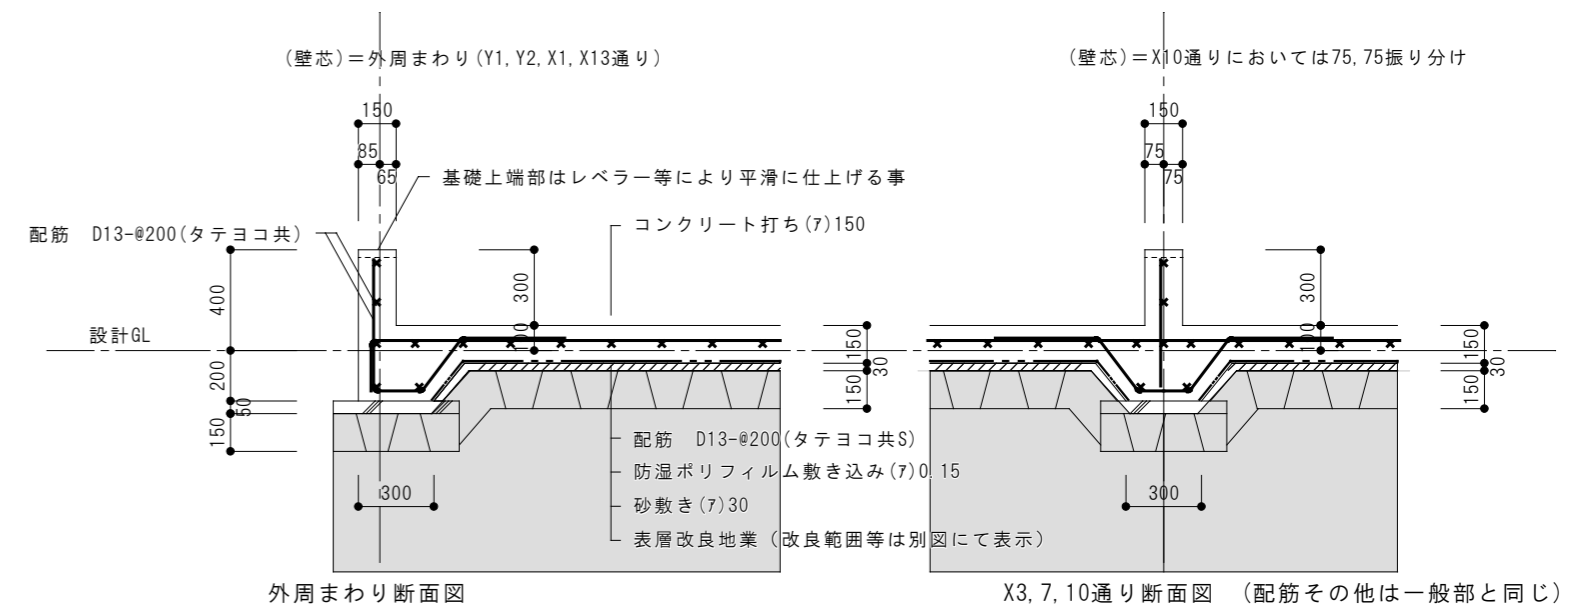 (壁芯)＝外周まわり(Y1,Y2,X1,X13通り)
150
85
65
基礎上端部はレベラー等により平滑に仕上げる事
コンクリート打ち(ｱ)150
配筋　D13-@200(タテヨコ共)
400
設計GL
200
50
150
300
100
150
30
150
配筋　D13-@200(タテヨコ共S)
防湿ポリフィルム敷き込み(ｱ)0.15
砂敷き(ｱ)30
表層改良地業（改良範囲等は別図にて表示）
300
外周まわり断面図
(壁芯)＝X10通りにおいては75,75振り分け
150
75
75
300
100
150
30
150
300
X3,7,10通り断面図　(配筋その他は一般部と同じ)